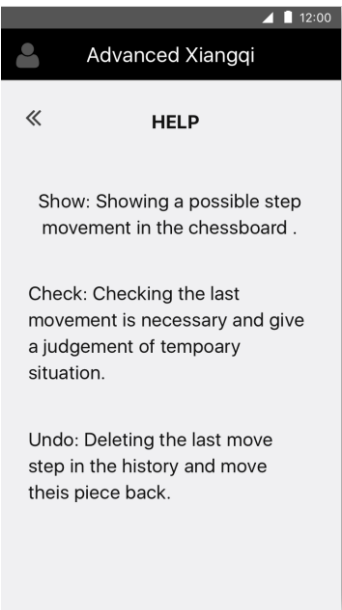 12:00
Advanced Xiangqi
HELP
Show: Showing a possible step
movement in the chessboard .
Check: Checking the last
movement is necessary and give
a judgement of tempoary
situation.
Undo: Deleting the last move
step in the history and move
theis piece back.